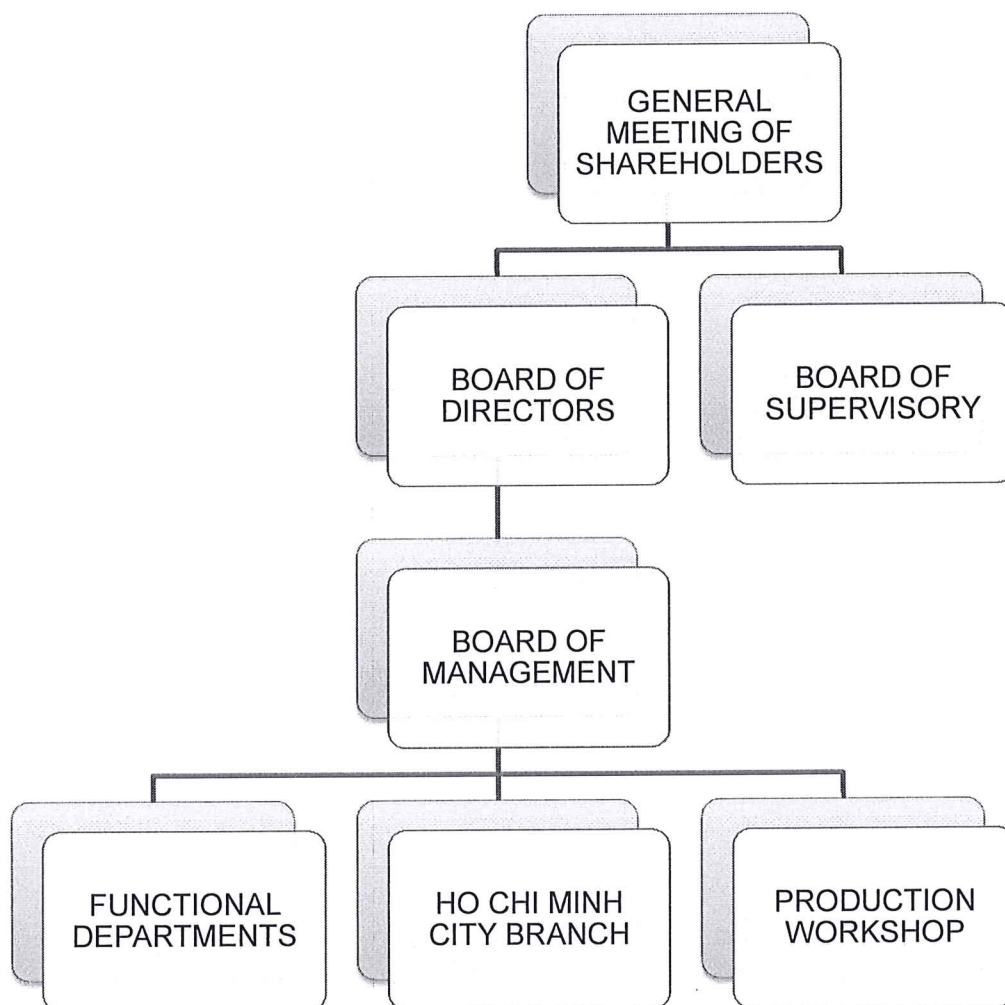 GENERAL
MEETING OF
SHAREHOLDERS
BOARD OF
DIRECTORS
BOARD OF
SUPERVISORY
BOARD OF
MANAGEMENT
FUNCTIONAL
DEPARTMENTS
HO CHI MINH
CITY BRANCH
PRODUCTION
WORKSHOP